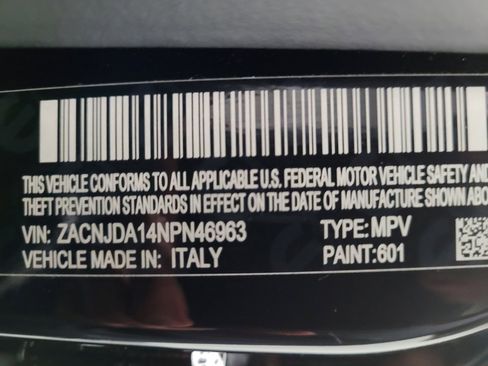 THIS VEHICLE CONFORMS TO ALL APPLICABLE U.S. FEDERAL MOTOR VEHICLE SAFETY AND
THEFT PREVENTION STANDARDS IN EFFECT ON THE DATE OF MANUFACTURE SHOWN ABOVE
VIN: ZACNJDA14NPN46963 TYPE: MPV
VEHICLE MADE IN: ITALY PAINT: 601